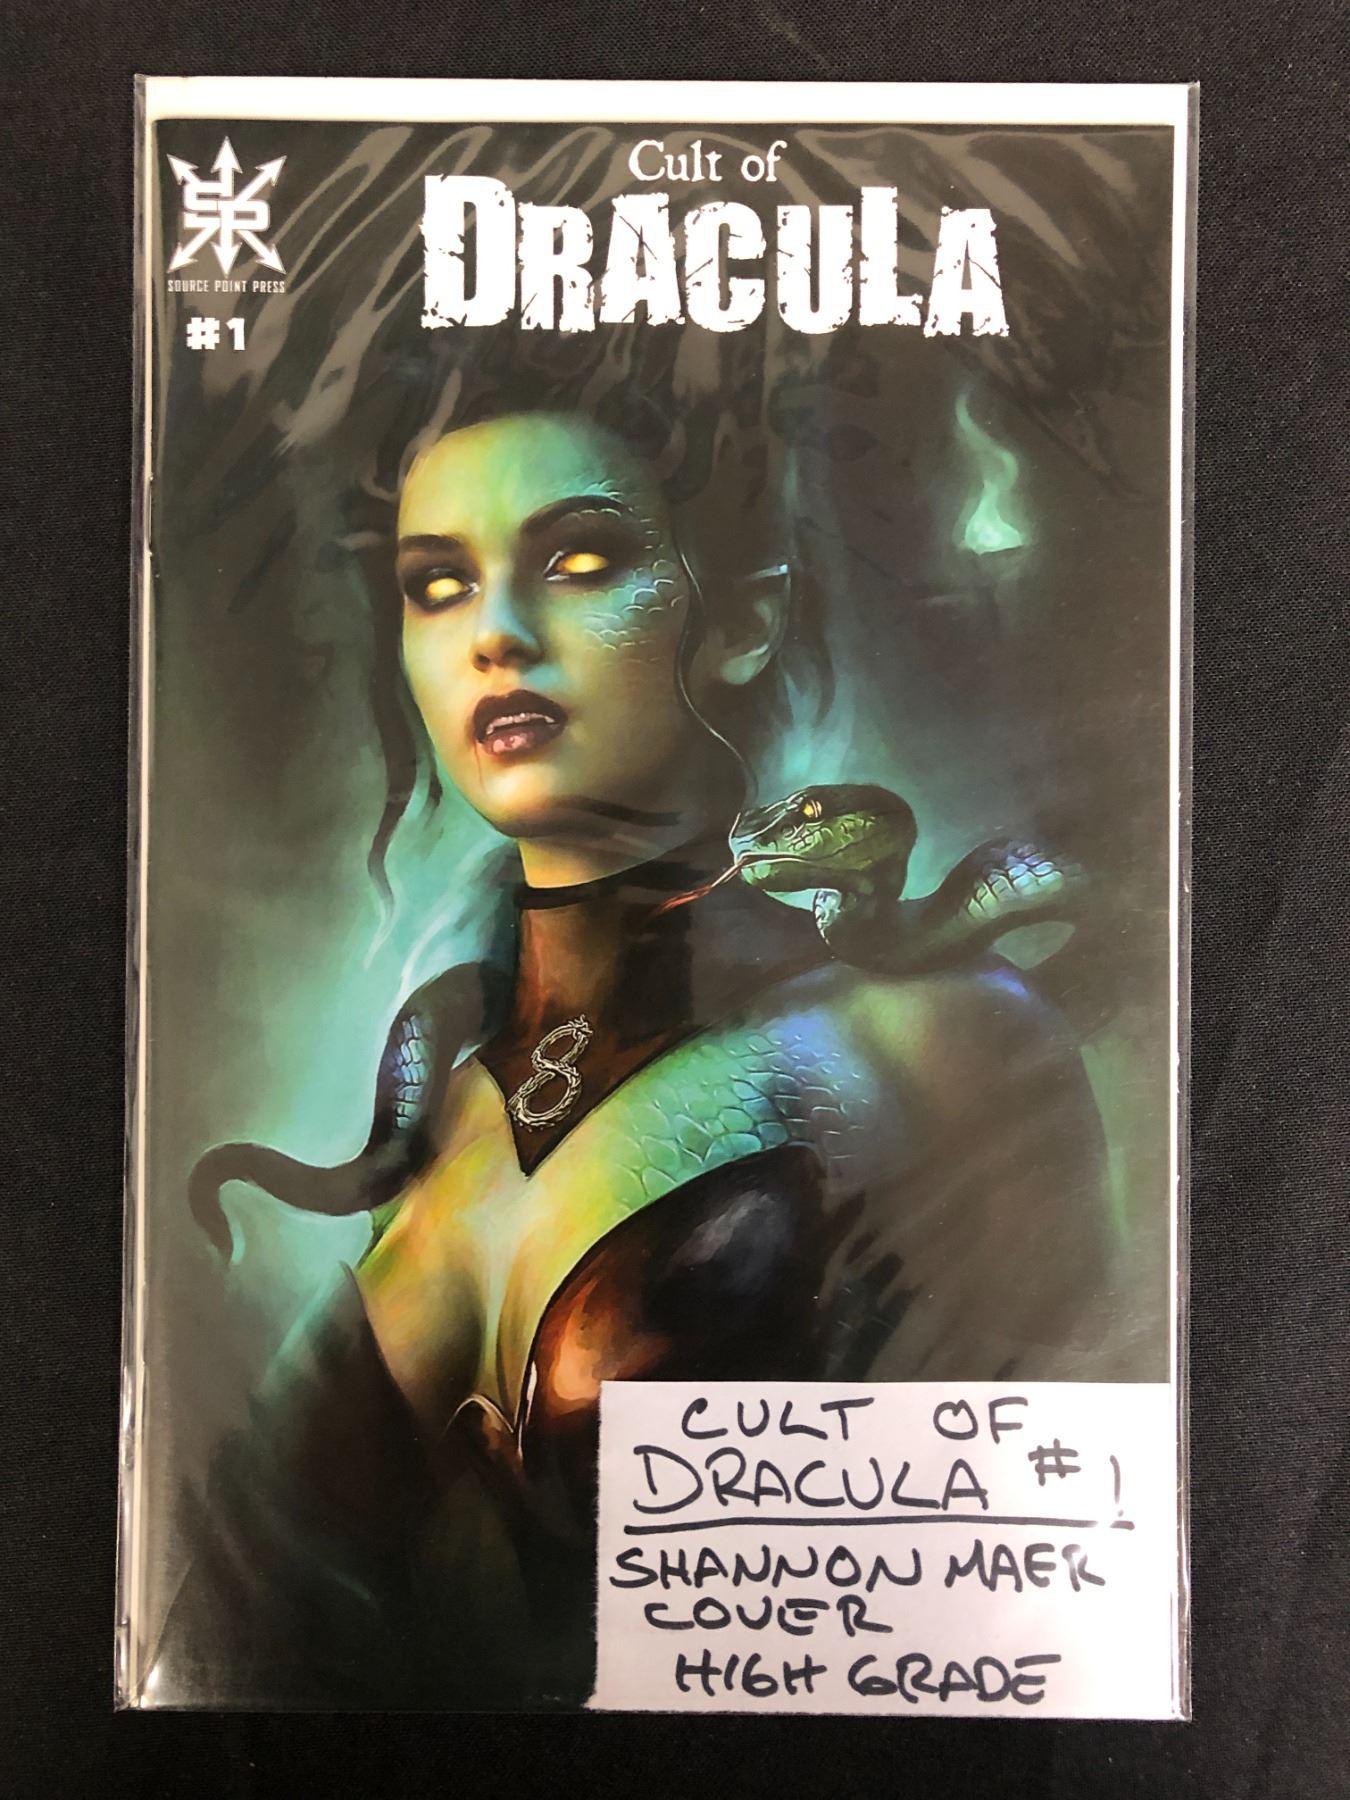 Cult of
DRACULA
SOURCE POINT PRESS
#1
CULT OF
DRACULA #1
SHANNON MAER
COVER
HIGH GRADE